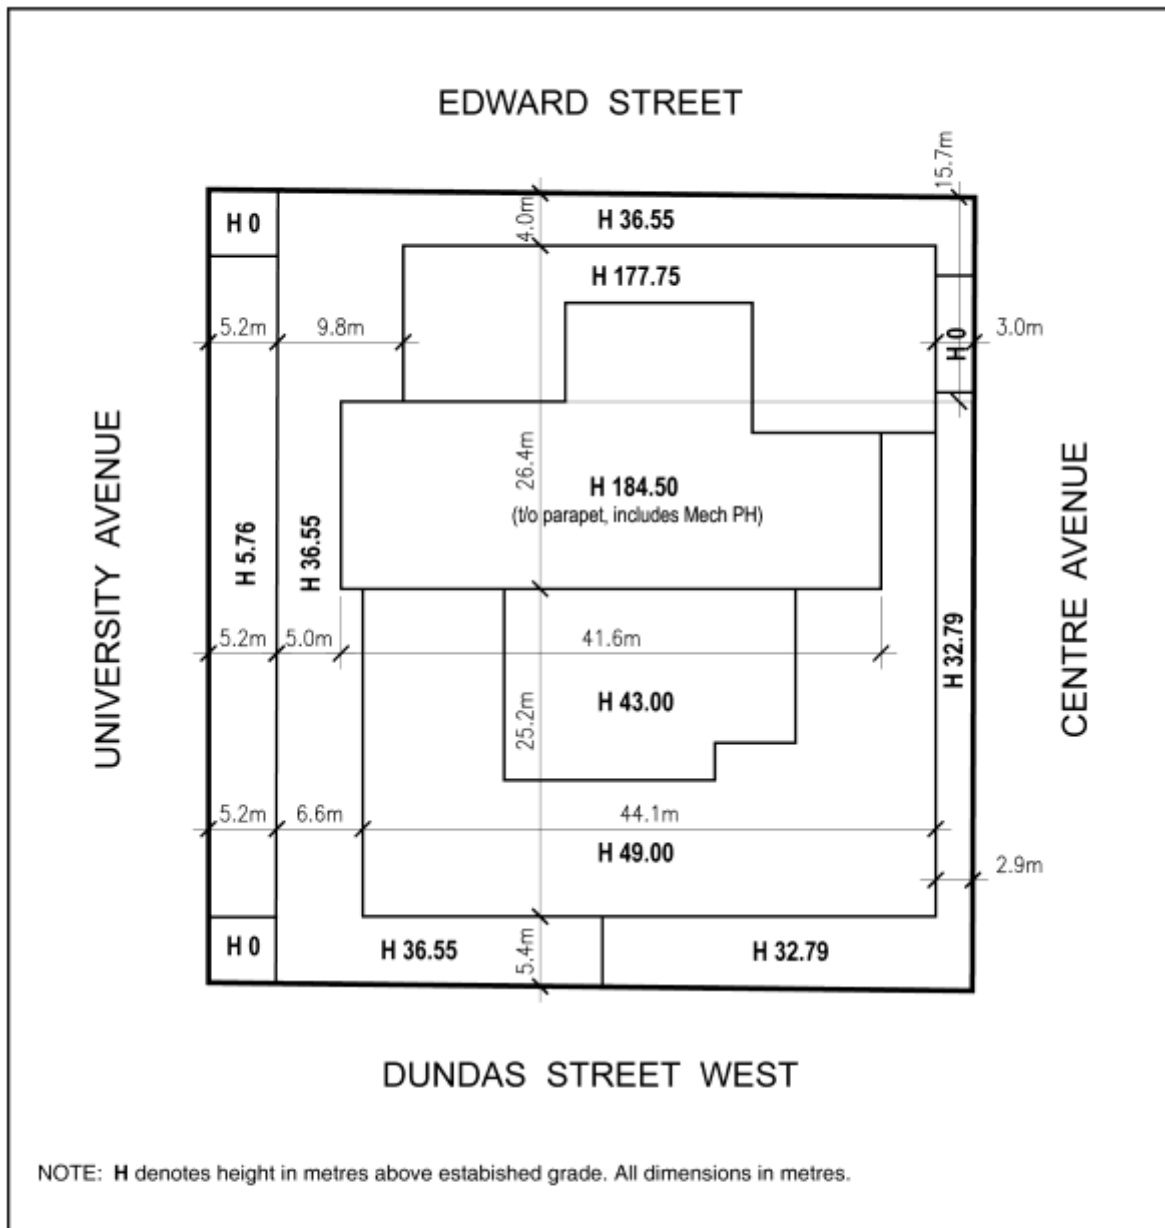 EDWARD STREET
15.7m
H 0
4.0m
H 36.55
H 177.75
5.2m
9.8m
H 0
3.0m
UNIVERSITY AVENUE
H 5.76
H 36.55
26.4m
H 184.50
(t/o parapet, includes Mech PH)
CENTRE AVENUE
5.2m
5.0m
41.6m
H 32.79
25.2m
H 43.00
5.2m
6.6m
44.1m
H 49.00
2.9m
H 0
H 36.55
5.4m
H 32.79
DUNDAS STREET WEST
NOTE: H denotes height in metres above estabished grade. All dimensions in metres.